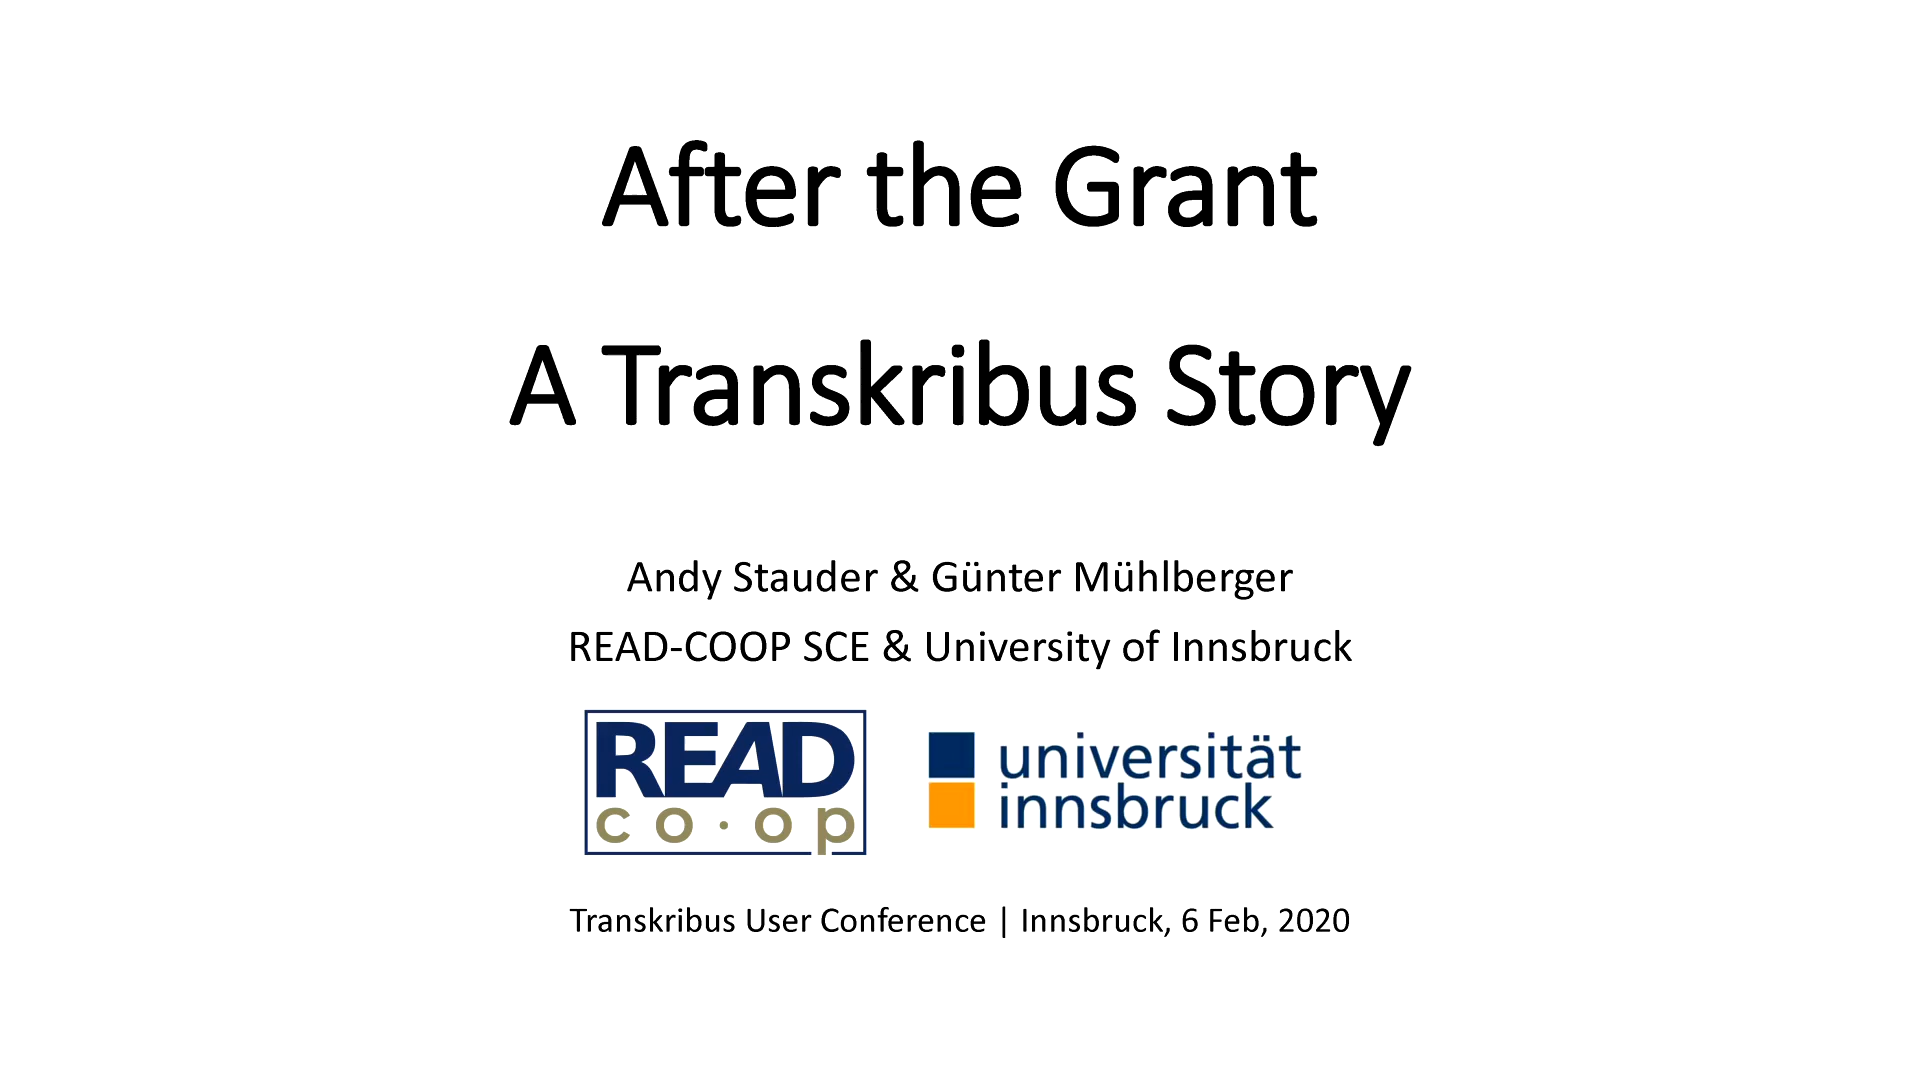 After the Grant
A Transkribus Story
Andy Stauder & Günter Mühlberger
READ-COOP SCE & University of Innsbruck
READ
co·op
universität
innsbruck
Transkribus User Conference | Innsbruck, 6 Feb, 2020